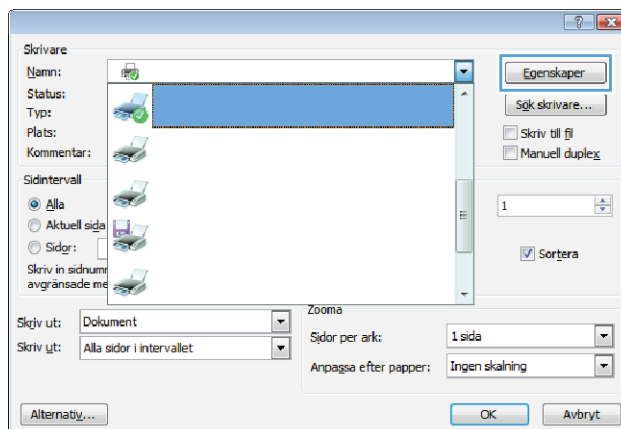 Skrivare
Namn:
Egenskaper
Status:
Sök skrivare...
Typ:
Plats:
Skriv till fil
Kommentar:
Manuell duplex
Sidintervall
Alla
1
Aktuell sida
Sidor:
Sortera
Skriv in sidnumr
avgränsade me
Zooma
Skriv ut: Dokument
Sidor per ark: 1 sida
Skriv ut: Alla sidor i intervallet
Anpassa efter papper: Ingen skalning
Alternativ...
OK
Avbryt